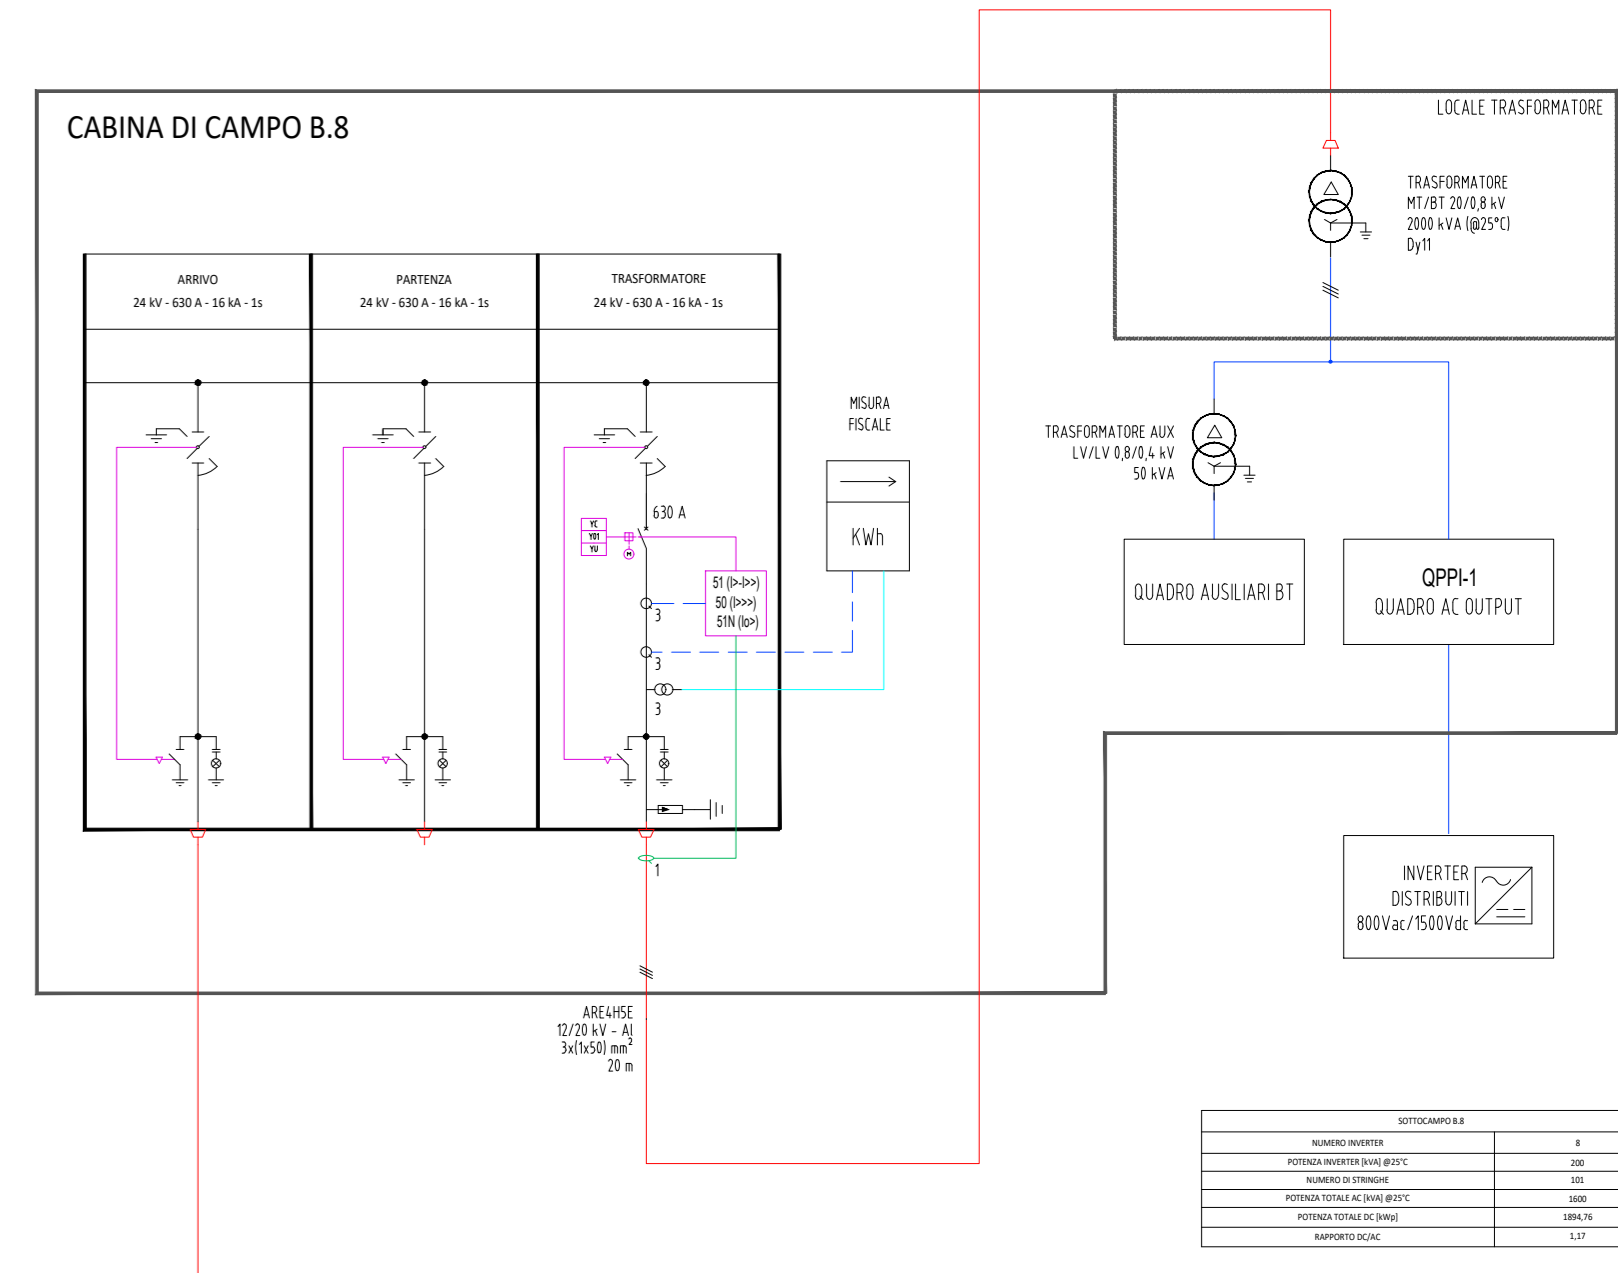 CABINA DI CAMPO B.8
LOCALE TRASFORMATORE
TRASFORMATORE
MT/BT 20/0,8 kV
2000 kVA (@25°C)
Dy11
ARRIVO
24 kV - 630 A - 16 kA - 1s
PARTENZA
24 kV - 630 A - 16 kA - 1s
TRASFORMATORE
24 kV - 630 A - 16 kA - 1s
MISURA
FISCALE
KWh
TRASFORMATORE AUX
LV/LV 0,8/0,4 kV
50 kVA
630 A
YC
YO1
YU
M
51 (I>-I>>)
50 (I>>>)
51N (Io>)
3
3
3
1
QUADRO AUSILIARI BT
QPPI-1
QUADRO AC OUTPUT
INVERTER
DISTRIBUITI
800Vac/1500Vdc
ARE4H5E
12/20 kV - Al
3x(1x50) mm²
20 m
SOTTOCAMPO B.8
NUMERO INVERTER 8
POTENZA INVERTER [kVA] @25°C 200
NUMERO DI STRINGHE 101
POTENZA TOTALE AC [kVA] @25°C 1600
POTENZA TOTALE DC [kWp] 1894,76
RAPPORTO DC/AC 1,17